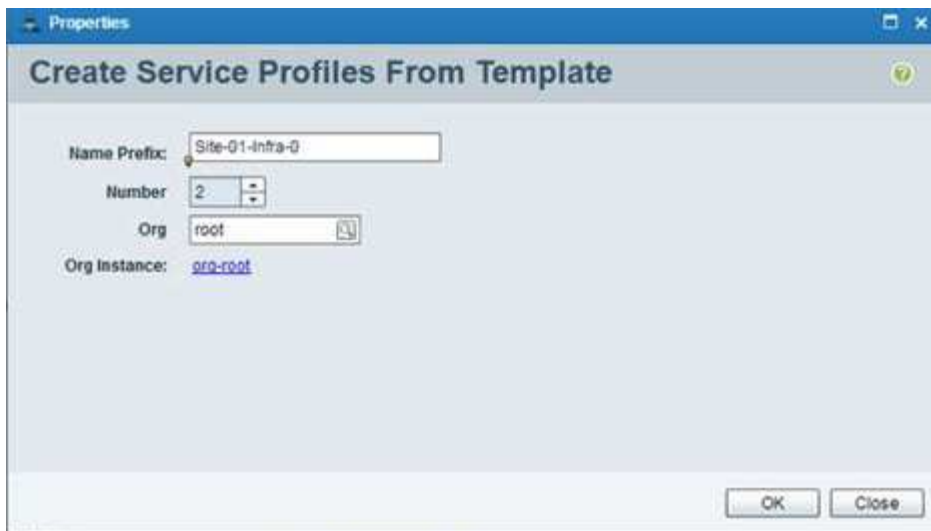 Properties
Create Service Profiles From Template
Name Prefix: Site-01-Infra-0
Number 2
Org root
Org Instance: org-root
OK Close